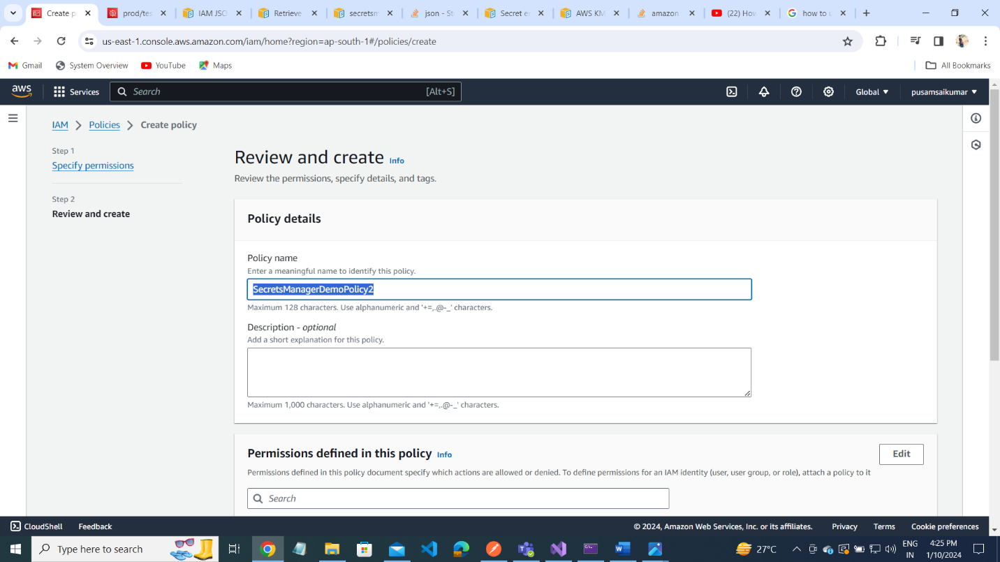 Create p
prod/tes
IAM JSO
Retrieve
secretsm
json - St
Secret e
AWS KM
amazon
(22) How
how to u
us-east-1.console.aws.amazon.com/iam/home?region=ap-south-1#/policies/create
Gmail
System Overview
YouTube
Maps
All Bookmarks
aws
Services
Search
[Alt+S]
Global
pusamsaikumar
IAM
Policies
Create policy
Step 1
Specify permissions
Step 2
Review and create
Review and create Info
Review the permissions, specify details, and tags.
Policy details
Policy name
Enter a meaningful name to identify this policy.
SecretsManagerDemoPolicy2
Maximum 128 characters. Use alphanumeric and '+=,.@-_' characters.
Description - optional
Add a short explanation for this policy.
Maximum 1,000 characters. Use alphanumeric and '+=,.@-_' characters.
Permissions defined in this policy Info
Edit
Permissions defined in this policy document specify which actions are allowed or denied. To define permissions for an IAM identity (user, user group, or role), attach a policy to it
Search
CloudShell
Feedback
© 2024, Amazon Web Services, Inc. or its affiliates.
Privacy
Terms
Cookie preferences
Type here to search
27°C
ENG
IN
4:25 PM
1/10/2024